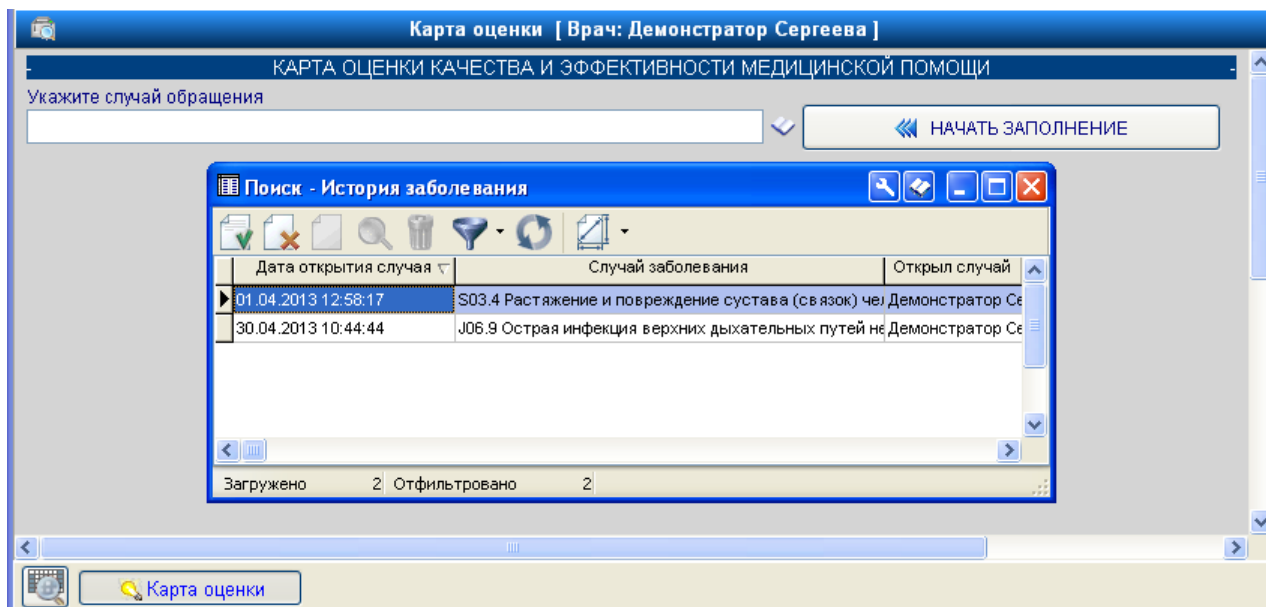 Карта оценки [ Врач: Демонстратор Сергеева ]
- КАРТА ОЦЕНКИ КАЧЕСТВА И ЭФФЕКТИВНОСТИ МЕДИЦИНСКОЙ ПОМОЩИ -
Укажите случай обращения
НАЧАТЬ ЗАПОЛНЕНИЕ
Поиск - История заболевания
Дата открытия случая Случай заболевания Открыл случай
01.04.2013 12:58:17 S03.4 Растяжение и повреждение сустава (связок) чел Демонстратор Се
30.04.2013 10:44:44 J06.9 Острая инфекция верхних дыхательных путей не Демонстратор Се
Загружено 2 Отфильтровано 2
Карта оценки